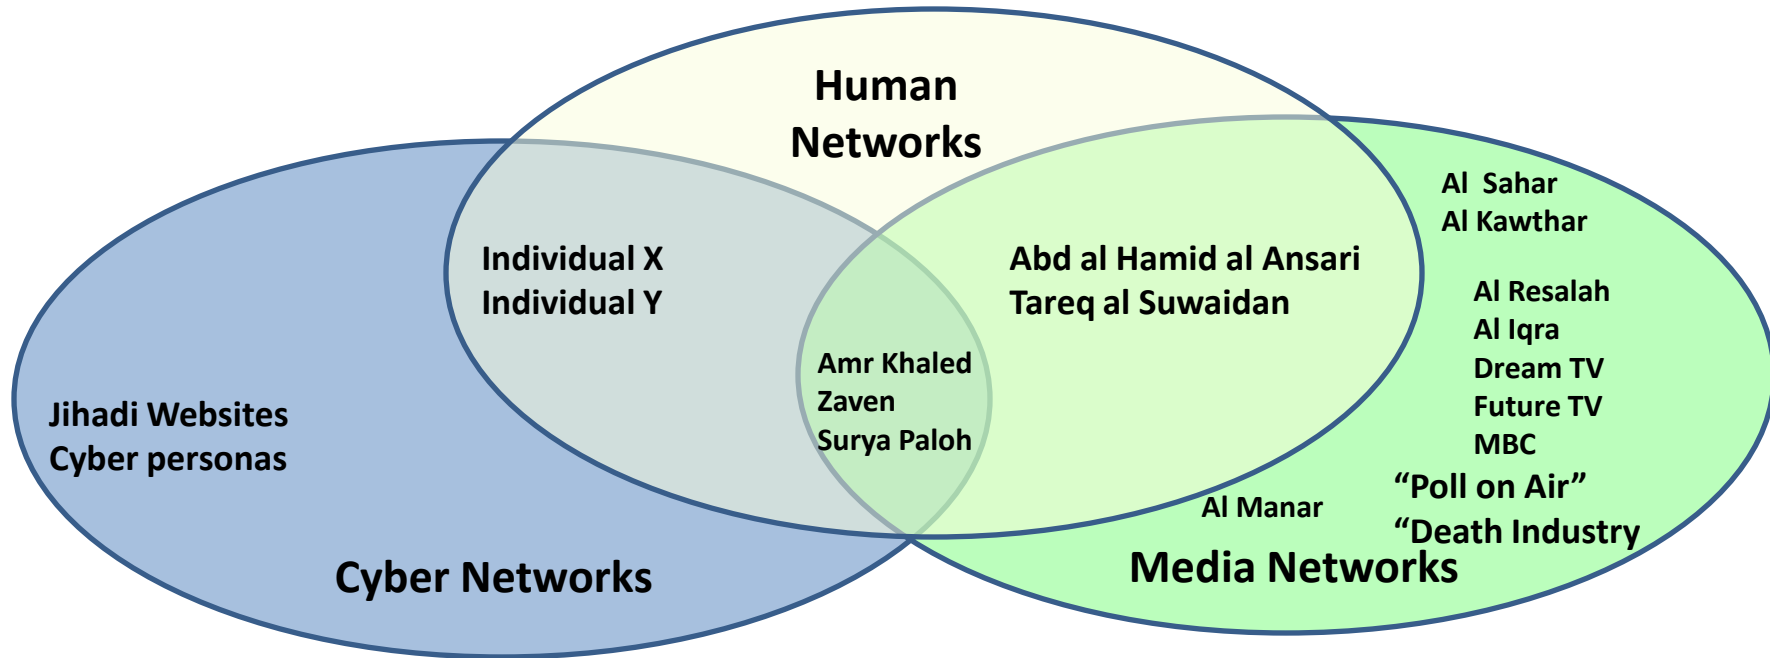 Human
Networks
Individual X
Individual Y
Abd al Hamid al Ansari
Tareq al Suwaidan
Al Sahar
Al Kawthar
Al Resalah
Al Iqra
Dream TV
Future TV
MBC
“Poll on Air”
“Death Industry
Amr Khaled
Zaven
Surya Paloh
Jihadi Websites
Cyber personas
Al Manar
Cyber Networks
Media Networks